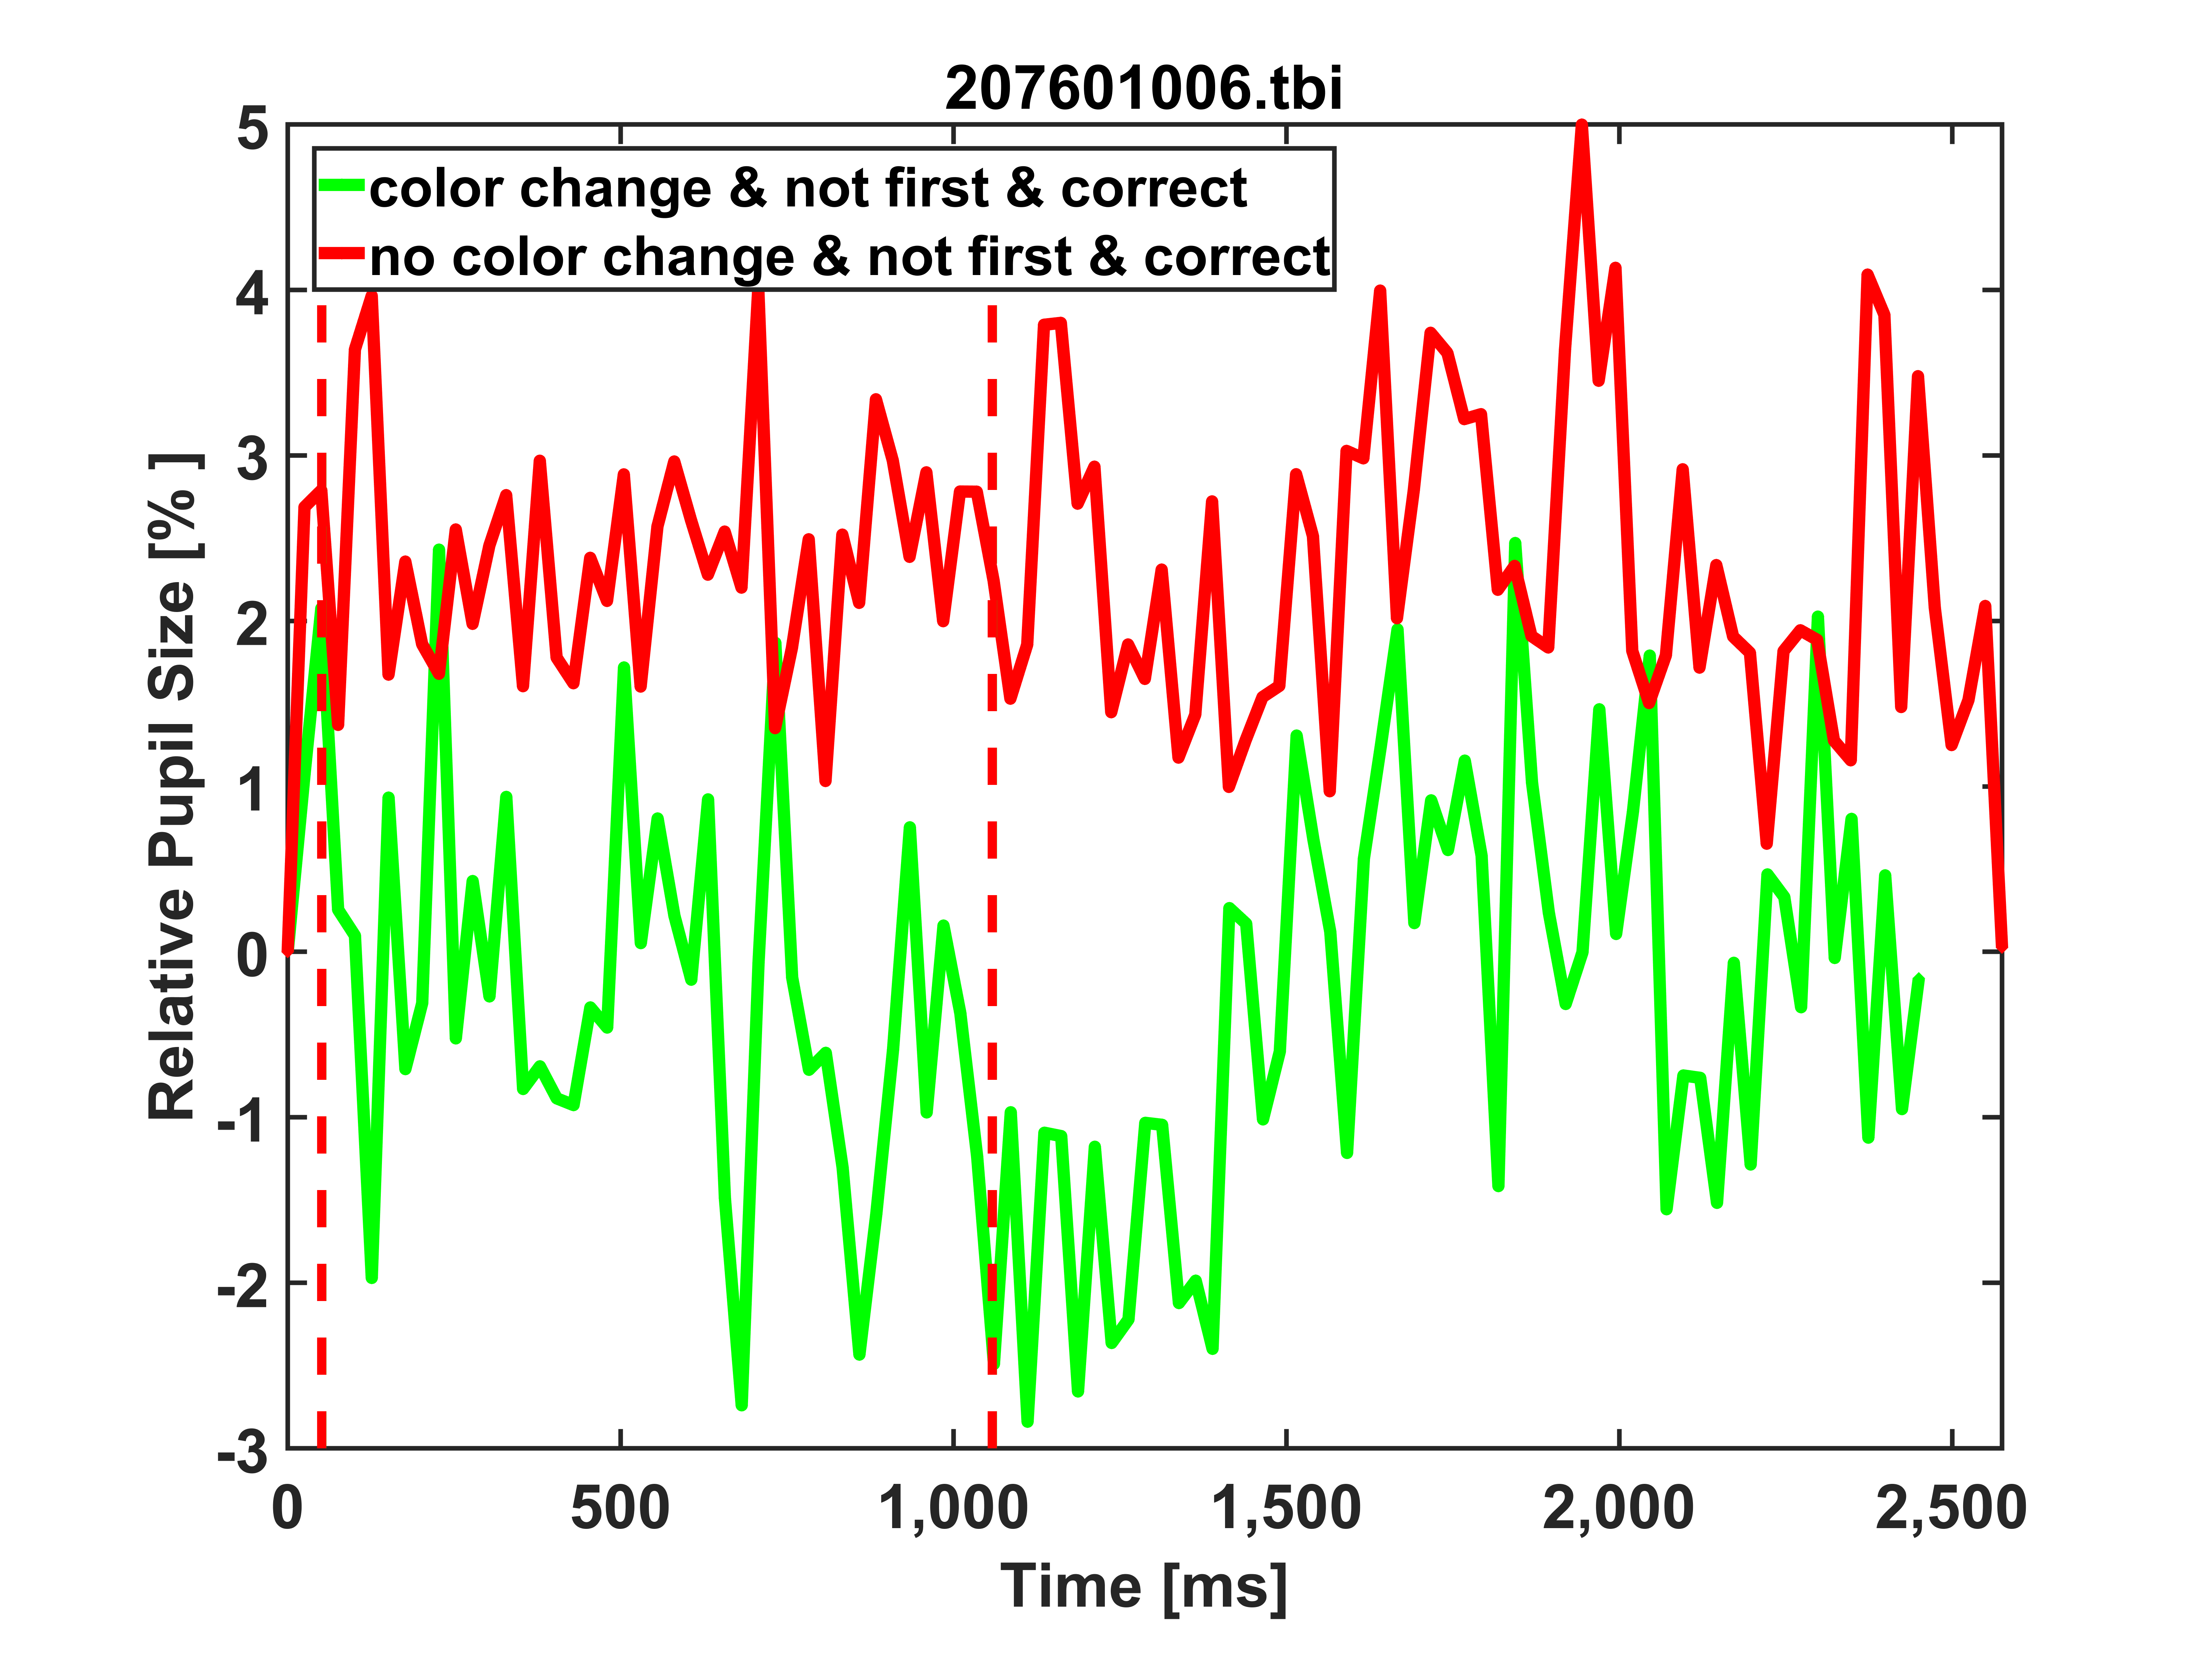 207601006.tbi
color change & not first & correct
no color change & not first & correct
Relative Pupil Size [% ]
5
4
3
2
1
0
-1
-2
-3
0 500 1,000 1,500 2,000 2,500
Time [ms]